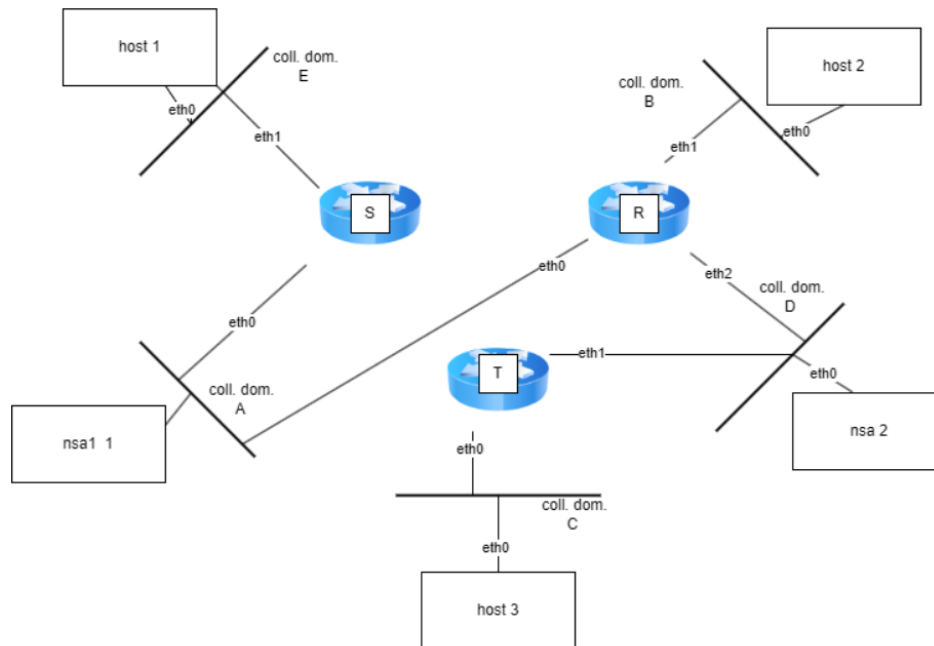 host 1
coll. dom.
E
eth0
eth1
coll. dom.
B
host 2
eth0
eth1
S
R
eth0
eth2
coll. dom.
D
eth0
T
eth1
eth0
coll. dom.
A
nsa1 1
nsa 2
eth0
coll. dom.
C
eth0
host 3